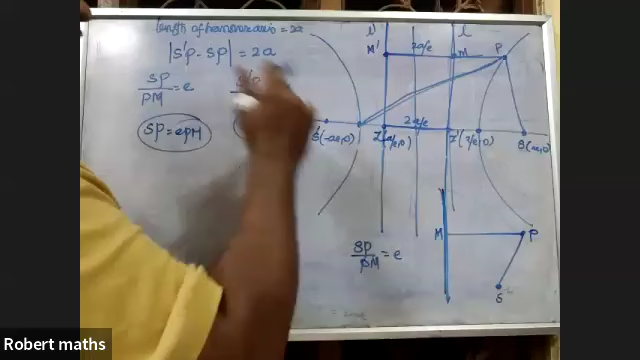 length of transverse axis = 2a
|S'P - SP| = 2a
SP/PM = e
SP = ePM
l' l
M' 2a/e M P
2a/e
S'(-ae,0) Z'(a/e,0) S(ae,0)
SP/PM = e
M P
S
Robert maths